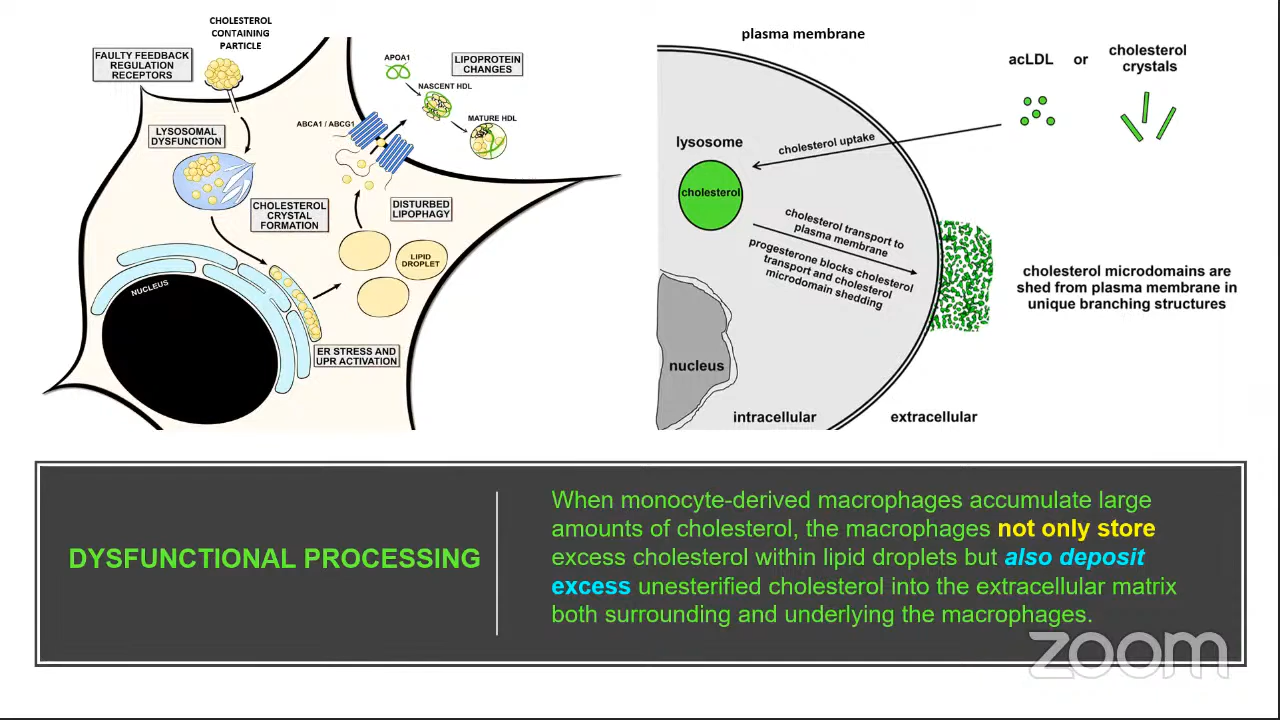 CHOLESTEROL
CONTAINING
PARTICLE
FAULTY FEEDBACK
REGULATION
RECEPTORS
LYSOSOMAL
DYSFUNCTION
CHOLESTEROL
CRYSTAL
FORMATION
NUCLEUS
ER STRESS AND
UPR ACTIVATION
LIPID
DROPLET
DISTURBED
LIPOPHAGY
ABCA1 / ABCG1
APOA1
NASCENT HDL
MATURE HDL
LIPOPROTEIN
CHANGES
plasma membrane
acLDL or cholesterol
crystals
lysosome
cholesterol uptake
cholesterol
cholesterol transport to
plasma membrane
progesterone blocks cholesterol
transport and cholesterol
microdomain shedding
cholesterol microdomains are
shed from plasma membrane in
unique branching structures
nucleus
intracellular
extracellular
DYSFUNCTIONAL PROCESSING
When monocyte-derived macrophages accumulate large
amounts of cholesterol, the macrophages not only store
excess cholesterol within lipid droplets but also deposit
excess unesterified cholesterol into the extracellular matrix
both surrounding and underlying the macrophages.
zoom